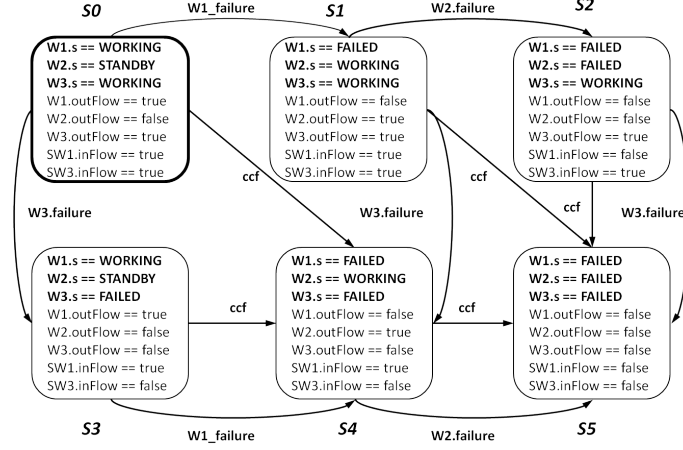 S0
W1_failure
S1
W2.failure
S2
W1.s == WORKING
W2.s == STANDBY
W3.s == WORKING
W1.outFlow == true
W2.outFlow == false
W3.outFlow == true
SW1.inFlow == true
SW3.inFlow == true
W1.s == FAILED
W2.s == WORKING
W3.s == WORKING
W1.outFlow == false
W2.outFlow == true
W3.outFlow == true
SW1.inFlow == true
SW3.inFlow == true
W1.s == FAILED
W2.s == FAILED
W3.s == WORKING
W1.outFlow == false
W2.outFlow == false
W3.outFlow == true
SW1.inFlow == false
SW3.inFlow == true
ccf
ccf
ccf
W3.failure
W3.failure
W3.failure
W1.s == WORKING
W2.s == STANDBY
W3.s == FAILED
W1.outFlow == true
W2.outFlow == false
W3.outFlow == false
SW1.inFlow == true
SW3.inFlow == false
ccf
W1.s == FAILED
W2.s == WORKING
W3.s == FAILED
W1.outFlow == false
W2.outFlow == true
W3.outFlow == false
SW1.inFlow == true
SW3.inFlow == false
ccf
W1.s == FAILED
W2.s == FAILED
W3.s == FAILED
W1.outFlow == false
W2.outFlow == false
W3.outFlow == false
SW1.inFlow == false
SW3.inFlow == false
S3
W1_failure
S4
W2.failure
S5